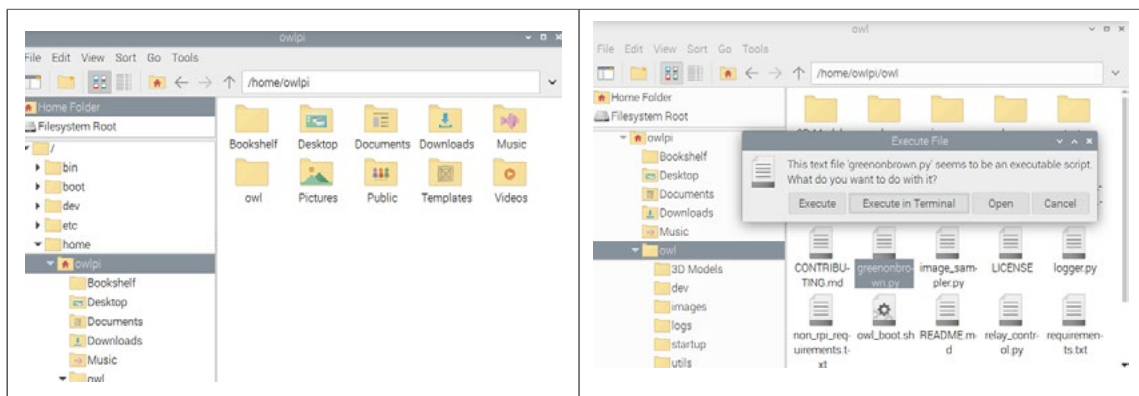 owlpi
File Edit View Sort Go Tools
/home/owlpi
Home Folder
Filesystem Root
/
bin
boot
dev
etc
home
owlpi
Bookshelf
Desktop
Documents
Downloads
Music
owl
Bookshelf Desktop Documents Downloads Music
owl Pictures Public Templates Videos
owl
File Edit View Sort Go Tools
/home/owlpi/owl
Home Folder
Filesystem Root
owlpi
Bookshelf
Desktop
Documents
Downloads
Music
owl
3D Models
dev
images
logs
startup
utils
Execute File
This text file 'greenonbrown.py' seems to be an executable script.
What do you want to do with it?
Execute Execute in Terminal Open Cancel
CONTRIBU- greenonbro- image_sam- LICENSE logger.py
TING.md wn.py pler.py
non_rpi_req- owl_boot.sh README.m- relay_contr- requiremen-
uirements.t- d ol.py ts.txt
xt